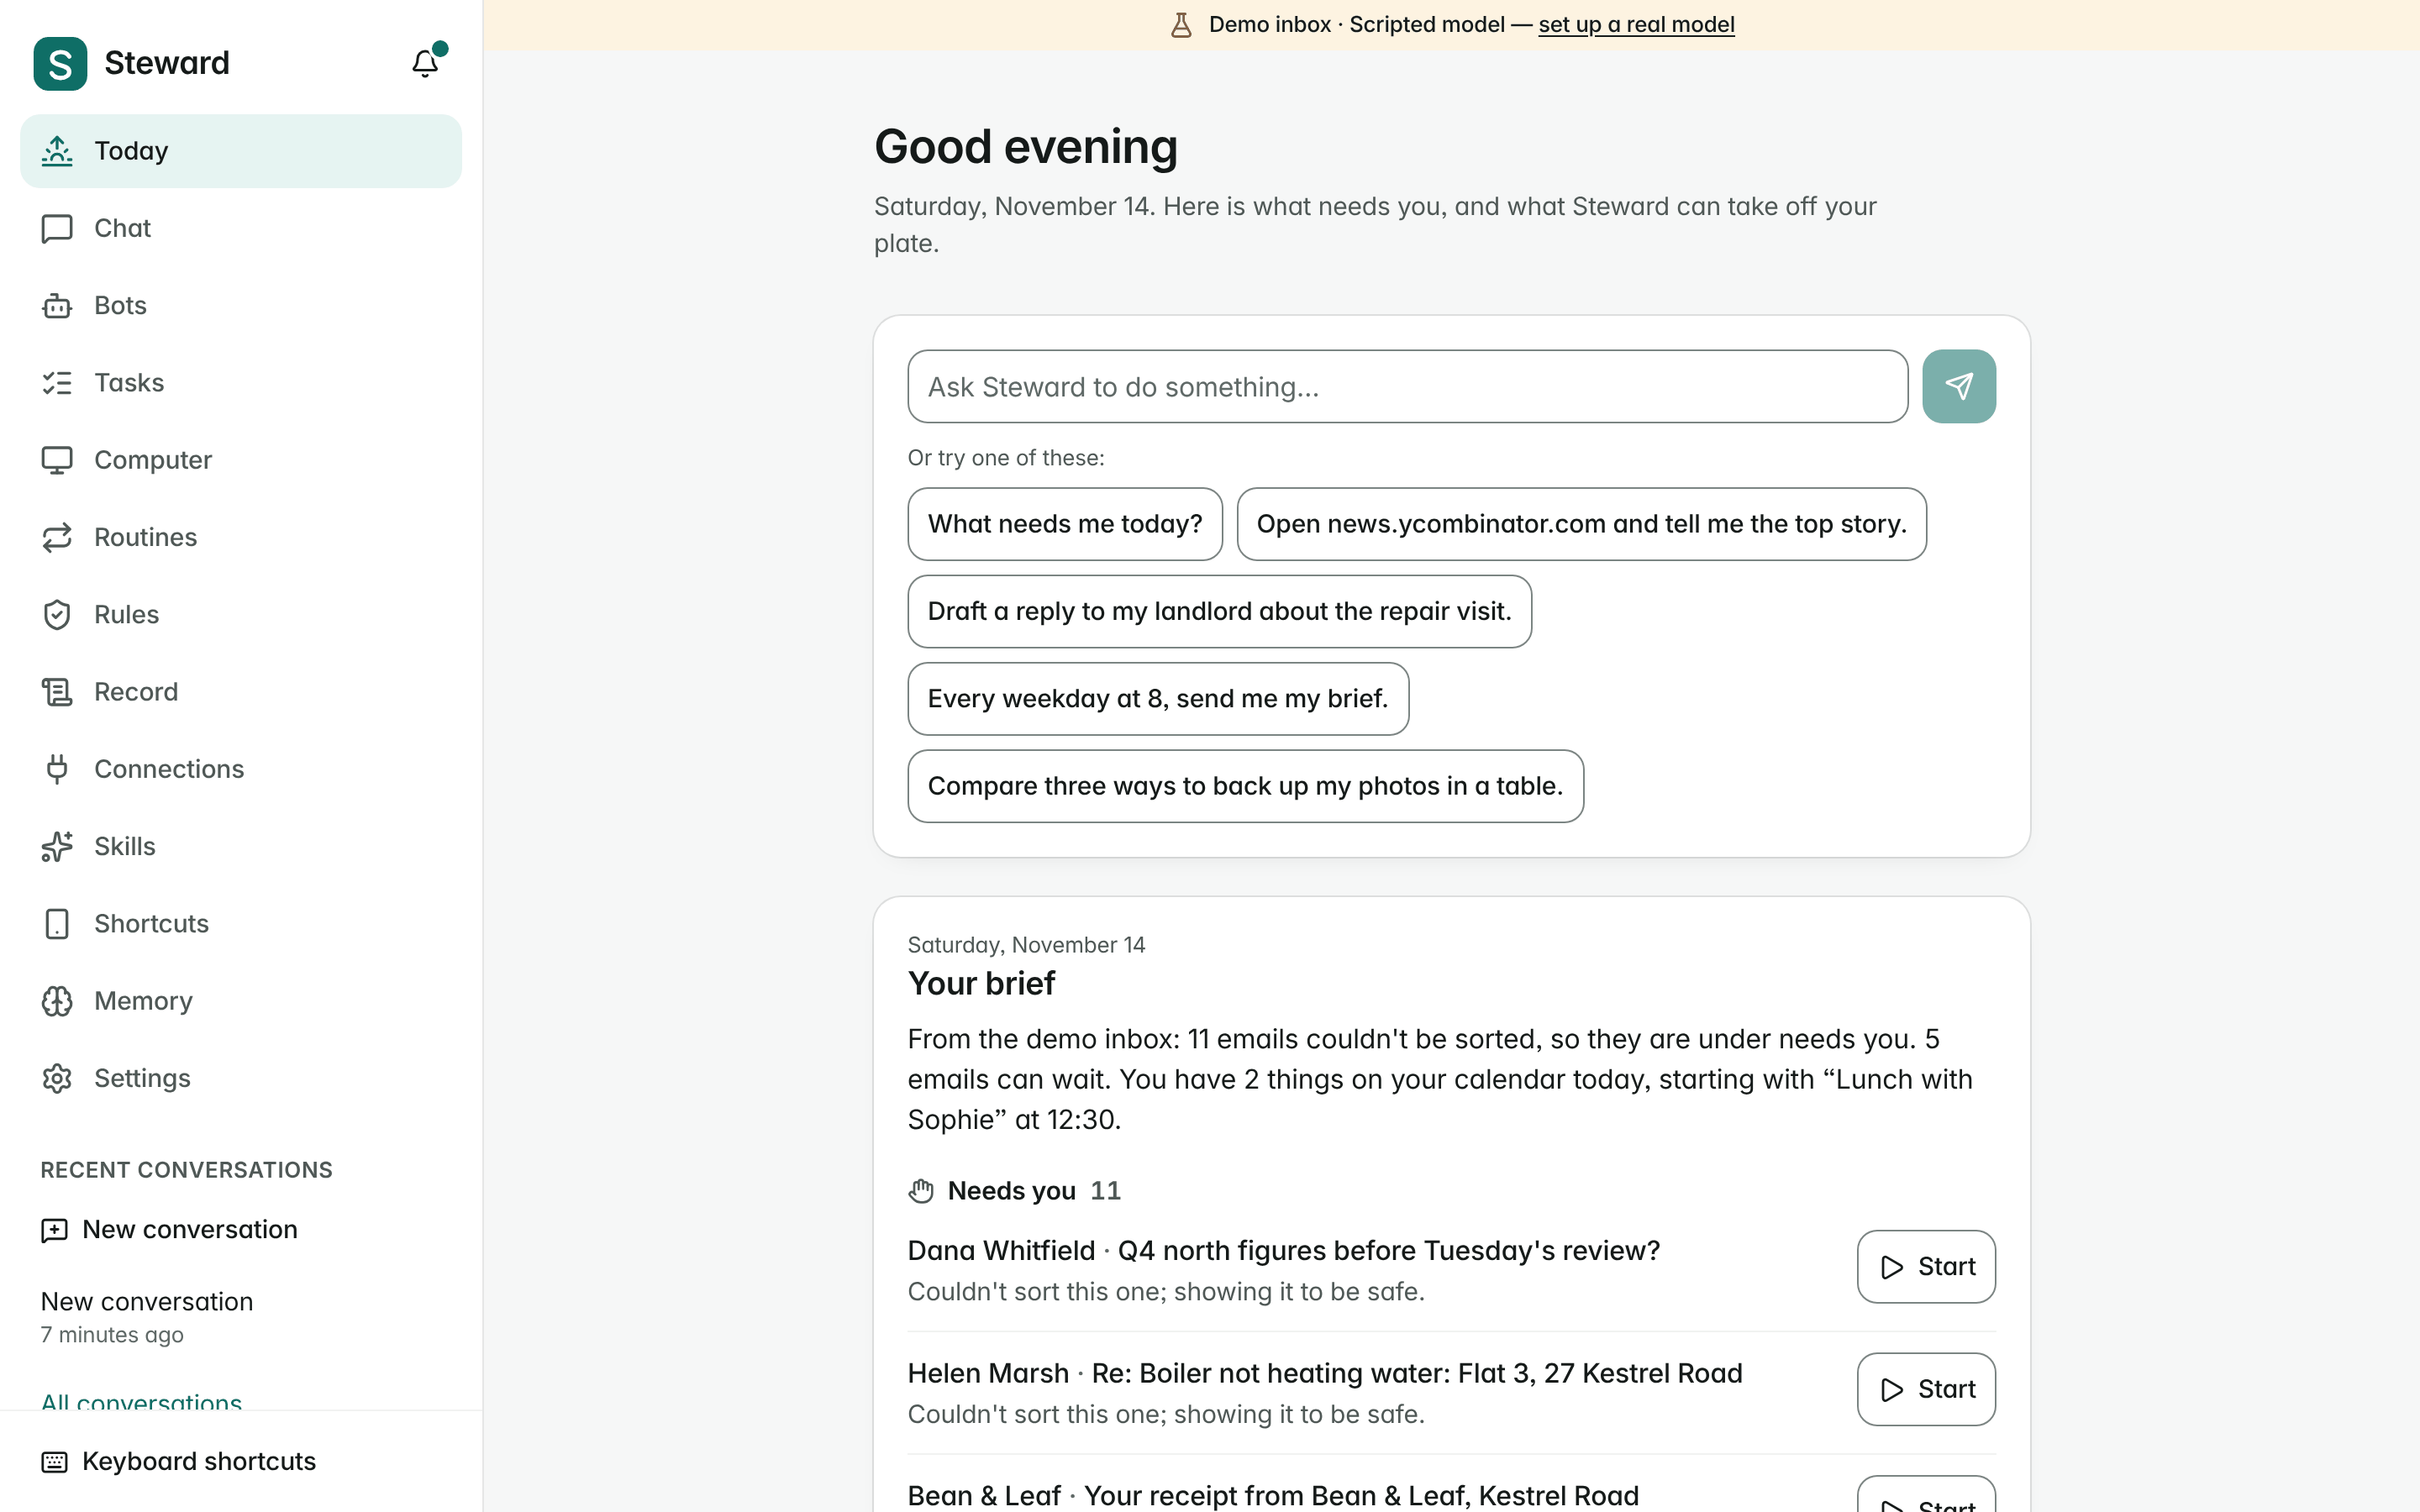 S Steward
Today
Chat
Bots
Tasks
Computer
Routines
Rules
Record
Connections
Skills
Shortcuts
Memory
Settings
RECENT CONVERSATIONS
New conversation
New conversation
7 minutes ago
All conversations
Keyboard shortcuts
Demo inbox · Scripted model — set up a real model
Good evening
Saturday, November 14. Here is what needs you, and what Steward can take off your
plate.
Ask Steward to do something...
Or try one of these:
What needs me today?
Open news.ycombinator.com and tell me the top story.
Draft a reply to my landlord about the repair visit.
Every weekday at 8, send me my brief.
Compare three ways to back up my photos in a table.
Saturday, November 14
Your brief
From the demo inbox: 11 emails couldn't be sorted, so they are under needs you. 5
emails can wait. You have 2 things on your calendar today, starting with “Lunch with
Sophie” at 12:30.
Needs you 11
Dana Whitfield · Q4 north figures before Tuesday's review?
Couldn't sort this one; showing it to be safe.
Start
Helen Marsh · Re: Boiler not heating water: Flat 3, 27 Kestrel Road
Couldn't sort this one; showing it to be safe.
Start
Bean & Leaf · Your receipt from Bean & Leaf, Kestrel Road
Start